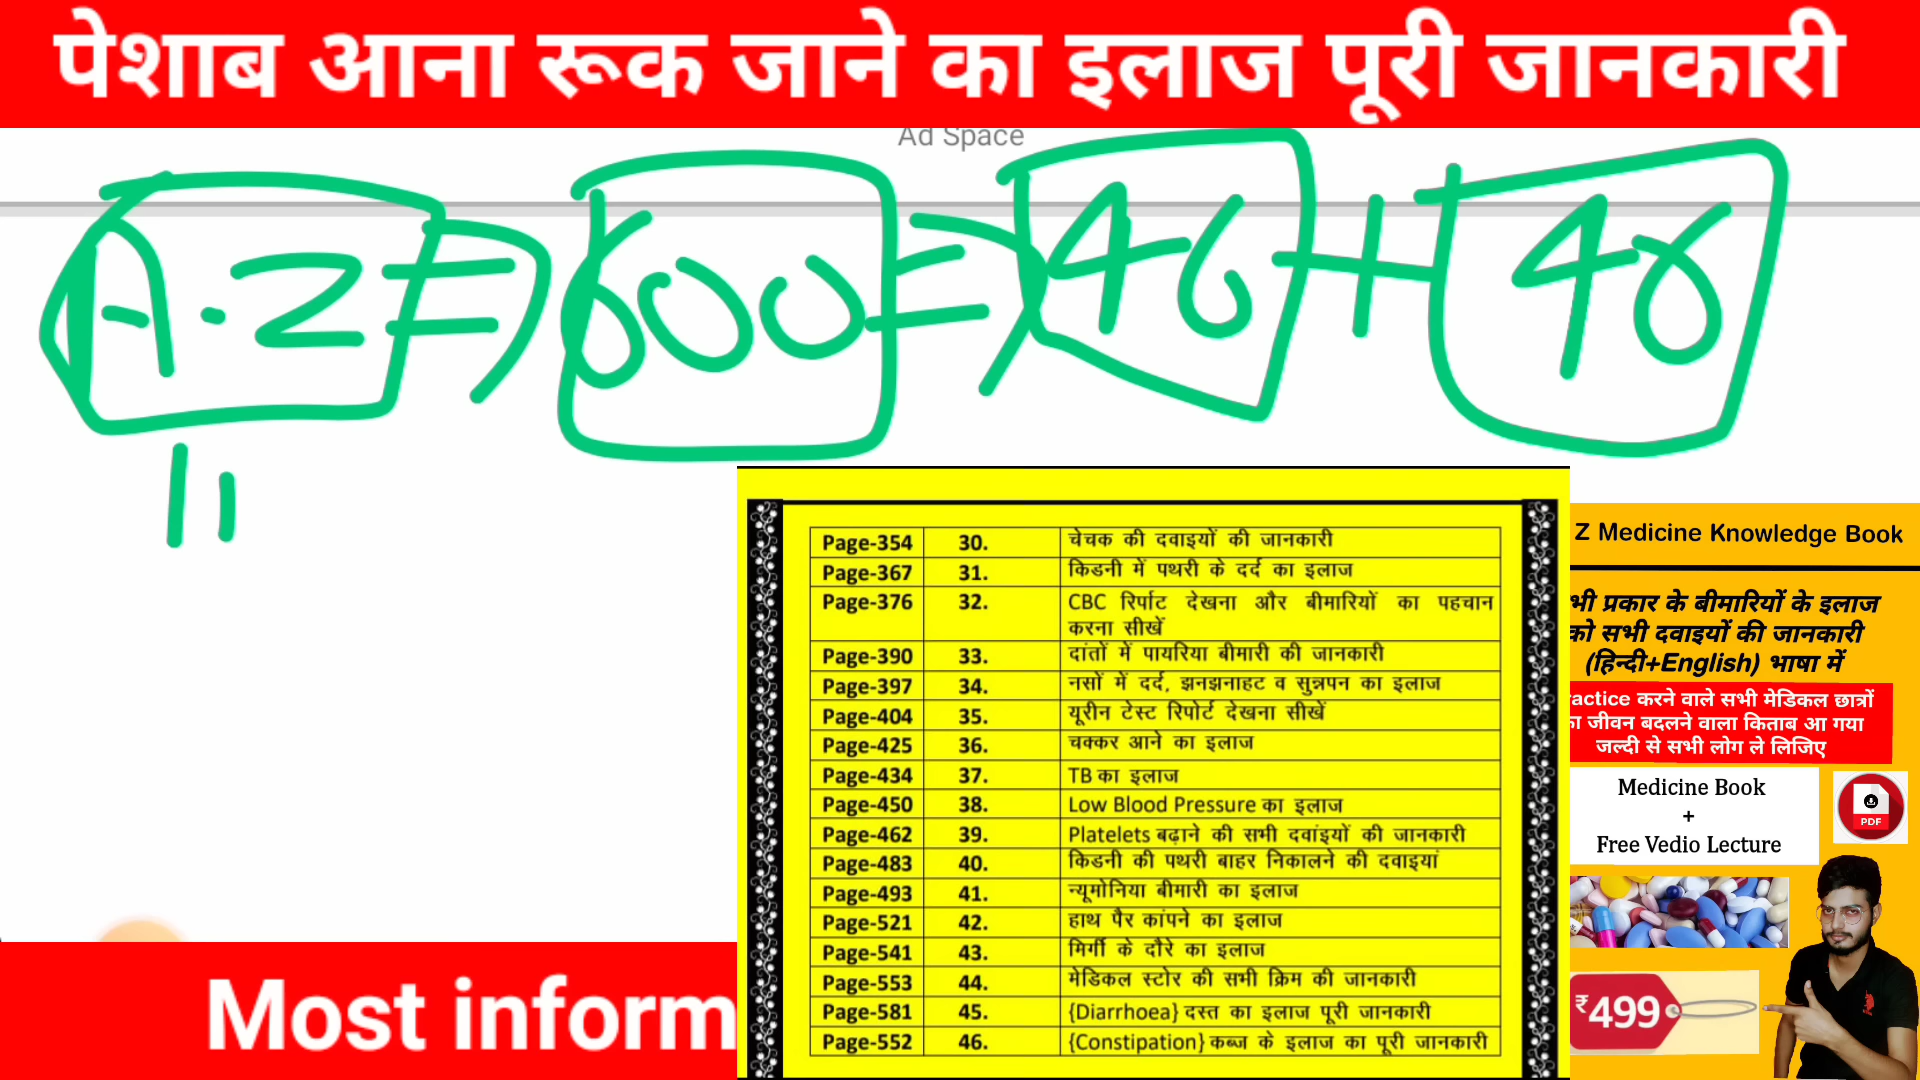 पेशाब आना रूक जाने का इलाज पूरी जानकारी
Ad Space
A-Z => 600 => 46 + 46
Page-354 30. चेचक की दवाइयों की जानकारी
Page-367 31. किडनी में पथरी के दर्द का इलाज
Page-376 32. CBC रिर्पाट देखना और बीमारियों का पहचान
करना सीखें
Page-390 33. दांतों में पायरिया बीमारी की जानकारी
Page-397 34. नसों में दर्द, झनझनाहट व सुन्नपन का इलाज
Page-404 35. यूरीन टेस्ट रिपोर्ट देखना सीखें
Page-425 36. चक्कर आने का इलाज
Page-434 37. TB का इलाज
Page-450 38. Low Blood Pressure का इलाज
Page-462 39. Platelets बढ़ाने की सभी दवांइयों की जानकारी
Page-483 40. किडनी की पथरी बाहर निकालने की दवाइयां
Page-493 41. न्यूमोनिया बीमारी का इलाज
Page-521 42. हाथ पैर कांपने का इलाज
Page-541 43. मिर्गी के दौरे का इलाज
Page-553 44. मेडिकल स्टोर की सभी क्रिम की जानकारी
Page-581 45. {Diarrhoea} दस्त का इलाज पूरी जानकारी
Page-552 46. {Constipation} कब्ज के इलाज का पूरी जानकारी
Z Medicine Knowledge Book
भी प्रकार के बीमारियों के इलाज
को सभी दवाइयों की जानकारी
(हिन्दी+English) भाषा में
actice करने वाले सभी मेडिकल छात्रों
का जीवन बदलने वाला किताब आ गया
जल्दी से सभी लोग ले लिजिए
Medicine Book
+
Free Vedio Lecture
PDF
₹499
Most inform